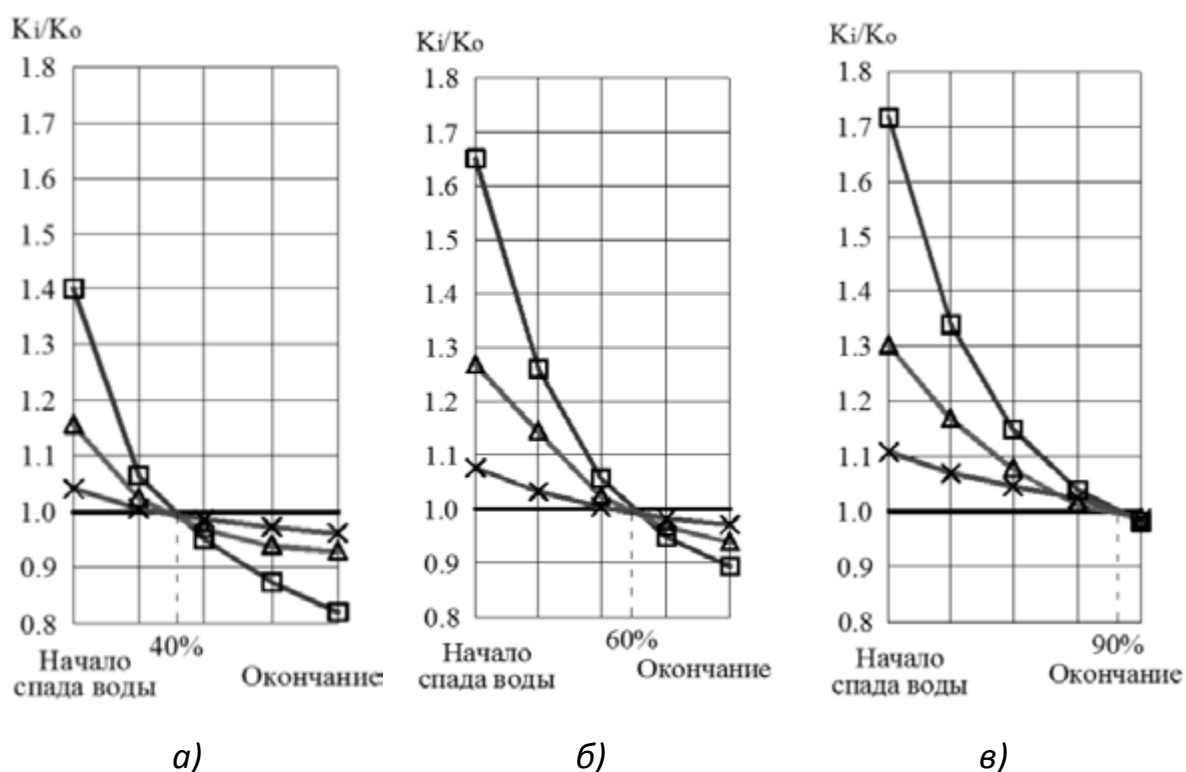 Ki/Ko
1.8
1.7
1.6
1.5
1.4
1.3
1.2
1.1
1.0
0.9
0.8
40%
Начало
спада воды
Окончание
а)
Ki/Ko
1.8
1.7
1.6
1.5
1.4
1.3
1.2
1.1
1.0
0.9
0.8
60%
Начало
спада воды
Окончание
б)
Ki/Ko
1.8
1.7
1.6
1.5
1.4
1.3
1.2
1.1
1.0
0.9
0.8
90%
Начало
спада воды
Окончание
в)